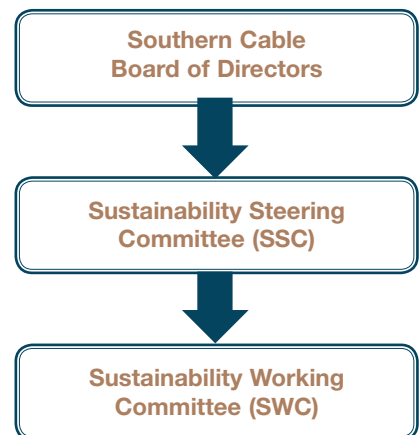 Southern Cable
Board of Directors
Sustainability Steering
Committee (SSC)
Sustainability Working
Committee (SWC)